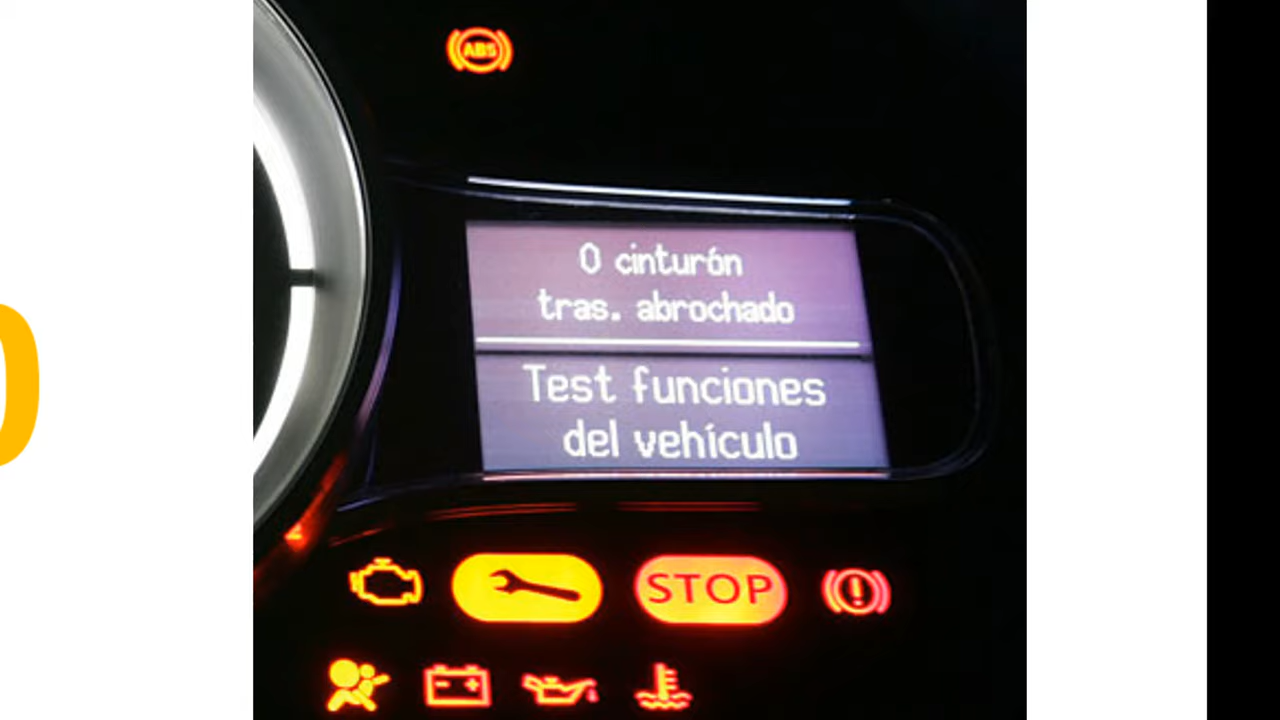 ABS
0 cinturón
tras. abrochado
Test funciones
del vehículo
STOP